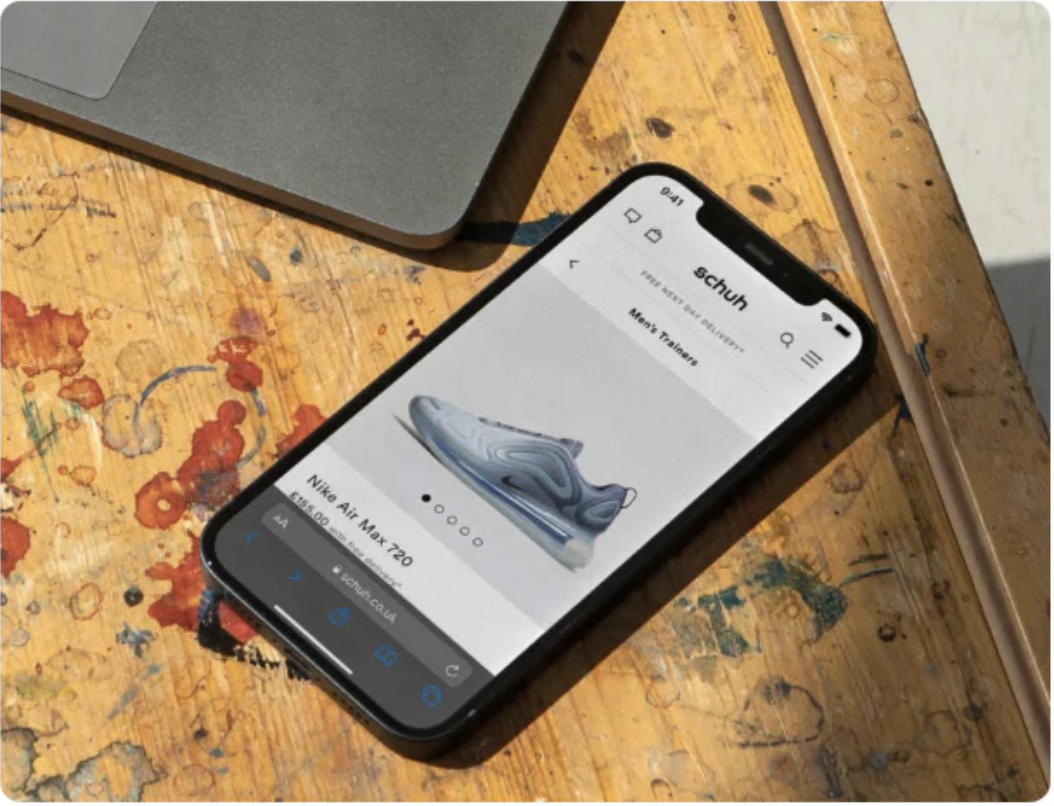 9:41
schuh
FREE NEXT DAY DELIVERY*
Men's Trainers
Nike Air Max 720
£155.00 with free delivery*
AA
schuh.co.uk